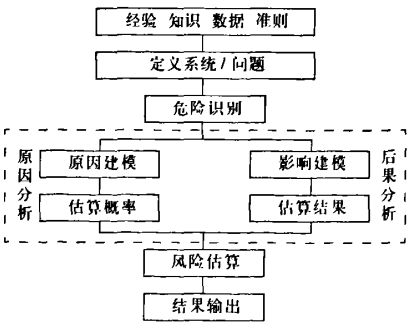 经验 知识 数据 准则
定义系统/问题
危险识别
原因分析
原因建模
影响建模
后果分析
估算概率
估算结果
风险估算
结果输出